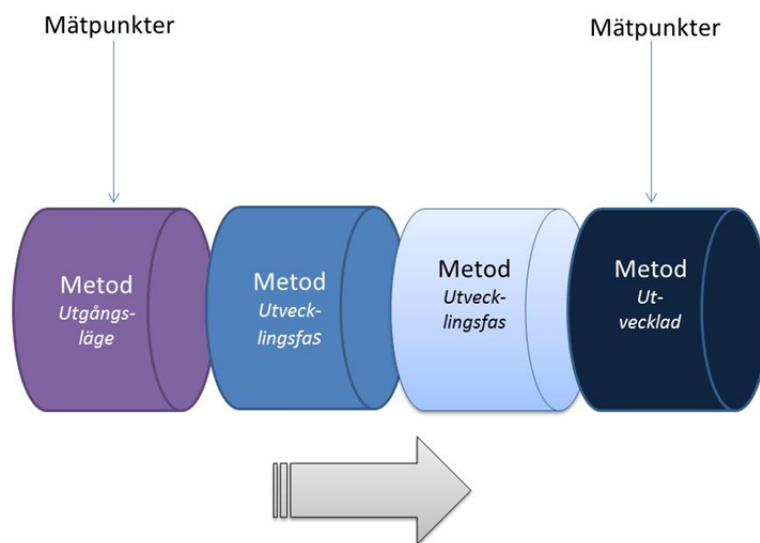 Mätpunkter
Mätpunkter
Metod
Utgångs-
läge
Metod
Utveck-
lingsfas
Metod
Utveck-
lingsfas
Metod
Ut-
vecklad